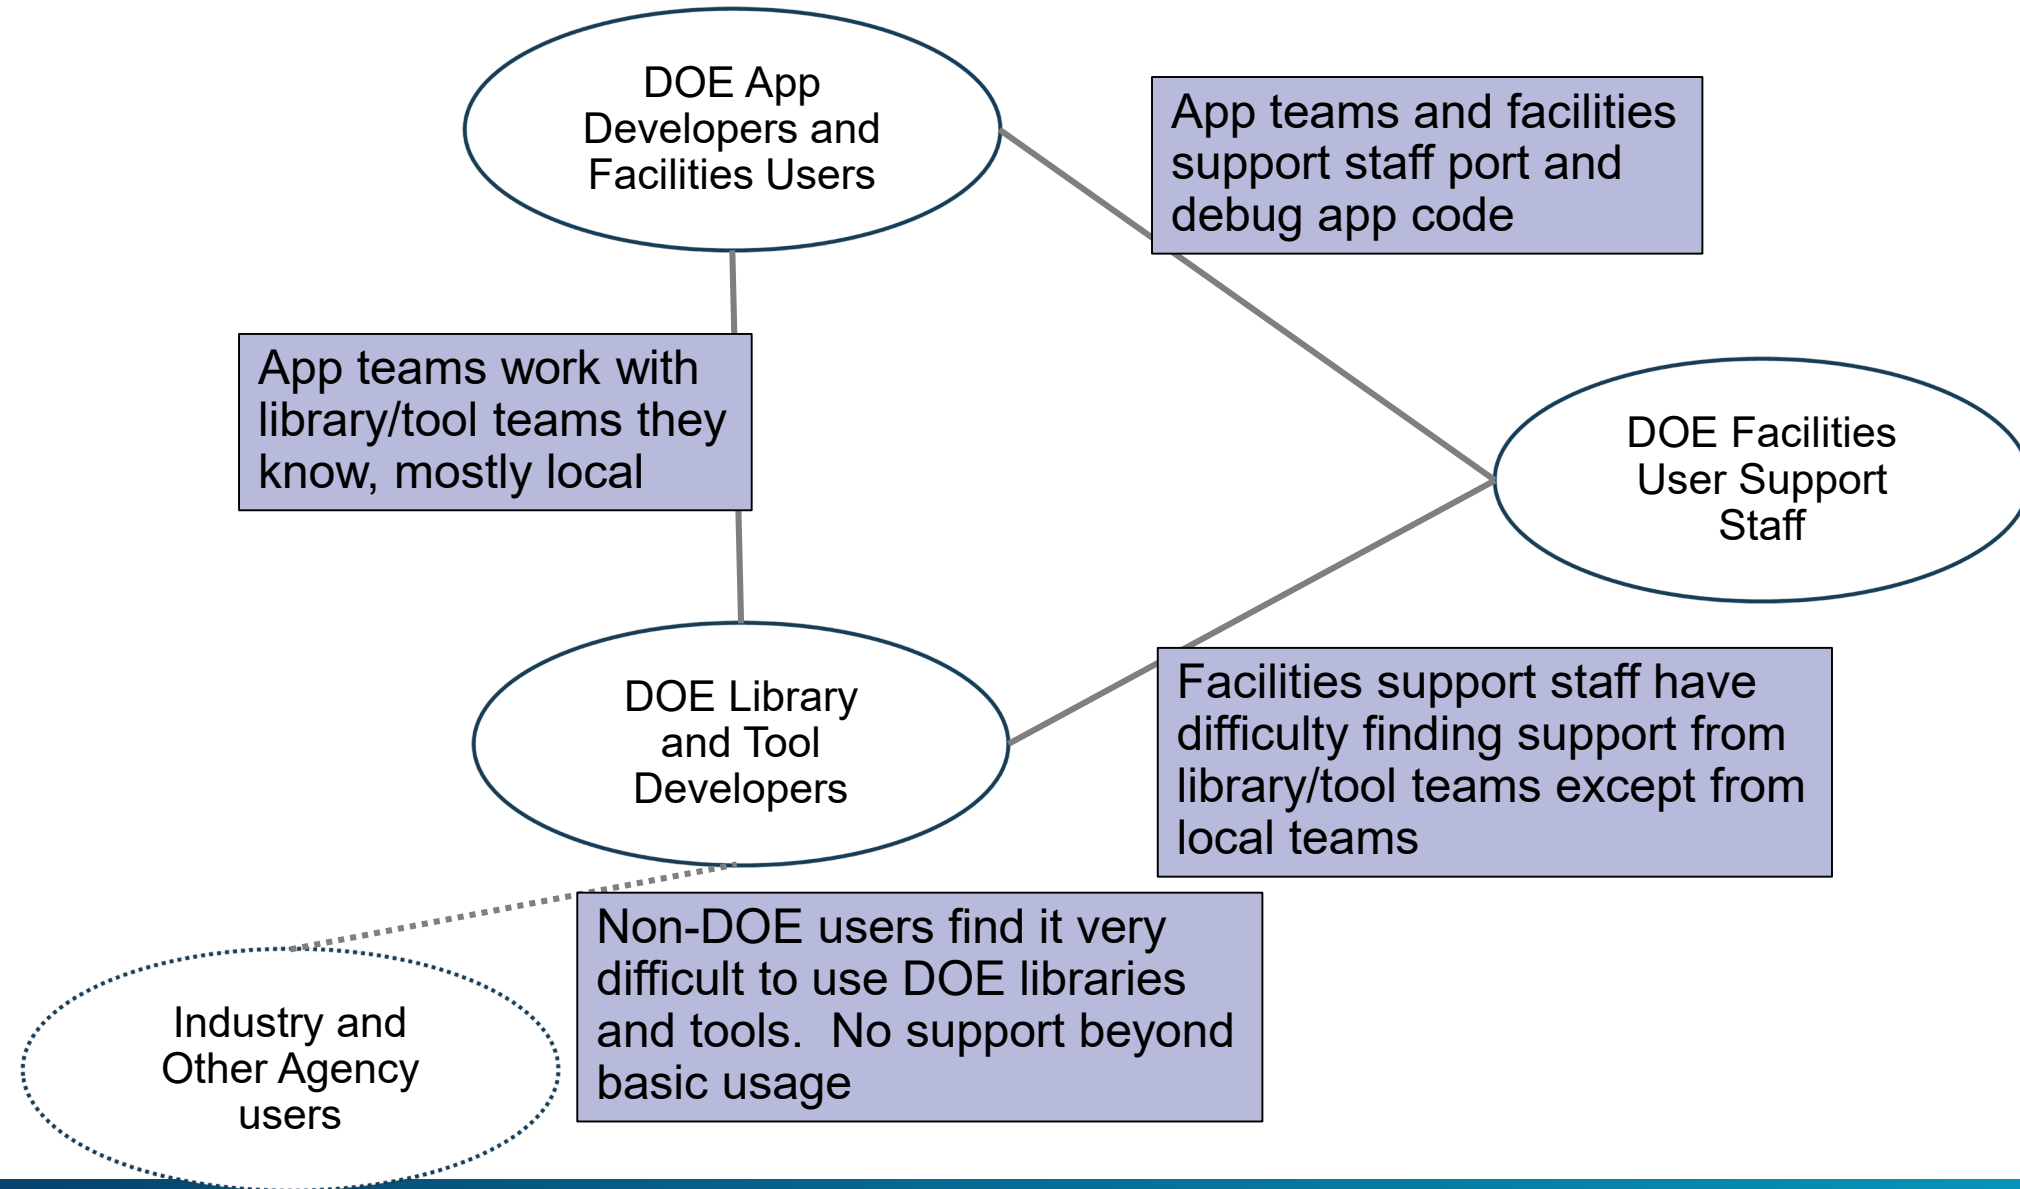 DOE App
Developers and
Facilities Users
App teams and facilities
support staff port and
debug app code
App teams work with
library/tool teams they
know, mostly local
DOE Facilities
User Support
Staff
DOE Library
and Tool
Developers
Facilities support staff have
difficulty finding support from
library/tool teams except from
local teams
Non-DOE users find it very
difficult to use DOE libraries
and tools.  No support beyond
basic usage
Industry and
Other Agency
users